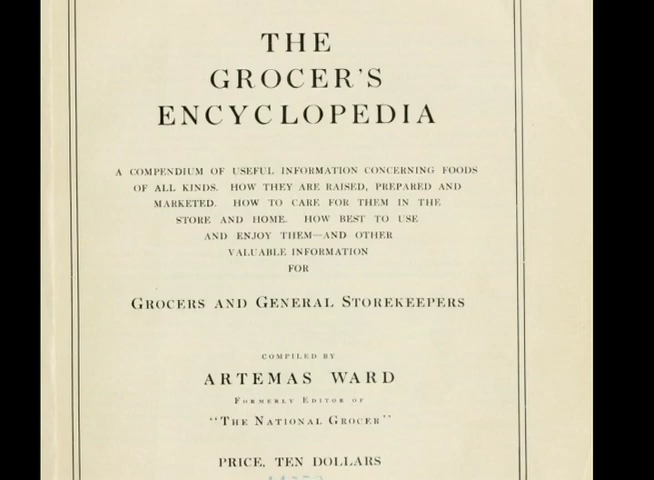 THE
GROCER'S
ENCYCLOPEDIA
A COMPENDIUM OF USEFUL INFORMATION CONCERNING FOODS
OF ALL KINDS. HOW THEY ARE RAISED, PREPARED AND
MARKETED. HOW TO CARE FOR THEM IN THE
STORE AND HOME. HOW BEST TO USE
AND ENJOY THEM—AND OTHER
VALUABLE INFORMATION
FOR
GROCERS AND GENERAL STOREKEEPERS
COMPILED BY
ARTEMAS WARD
FORMERLY EDITOR OF
"THE NATIONAL GROCER"
PRICE, TEN DOLLARS